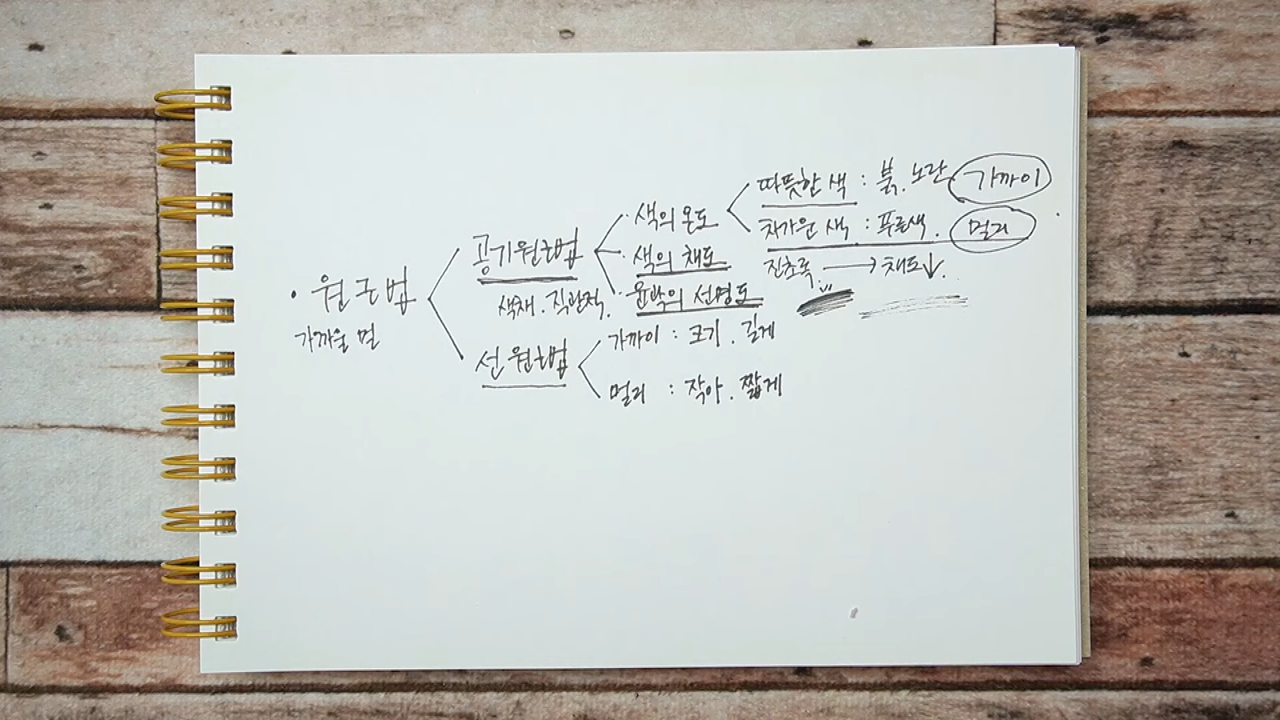 따뜻한 색 : 붉, 노란 가까이
색의 온도
차가운 색 : 푸른색. 멀리
공기원근법
색의 채도
진초록 → 채도↓.
• 원근법
색채. 직관적.
윤곽의 선명도
가까울 멀
가까이 : 크기. 길게
선 원근법
멀리 : 작아. 짧게